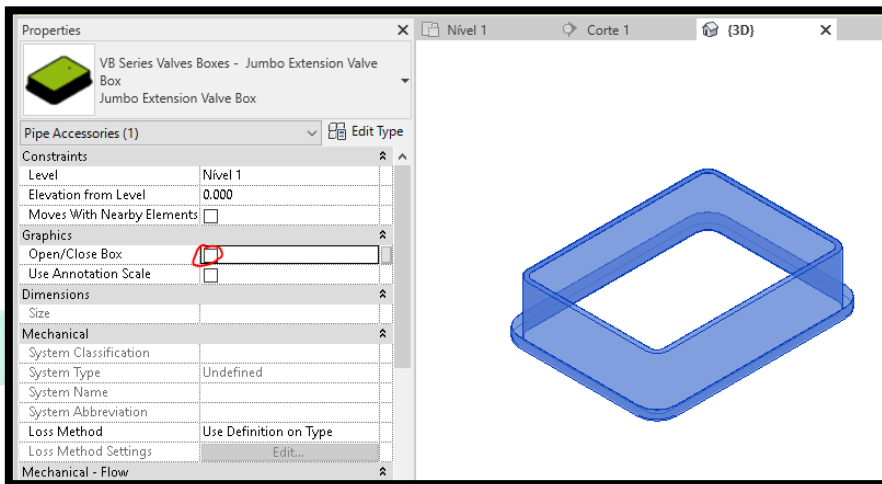 Properties
VB Series Valves Boxes - Jumbo Extension Valve
Box
Jumbo Extension Valve Box
Pipe Accessories (1)
Edit Type
Constraints
Level Nível 1
Elevation from Level 0.000
Moves With Nearby Elements
Graphics
Open/Close Box
Use Annotation Scale
Dimensions
Size
Mechanical
System Classification
System Type Undefined
System Name
System Abbreviation
Loss Method Use Definition on Type
Loss Method Settings Edit...
Mechanical - Flow
Nível 1 Corte 1 {3D}